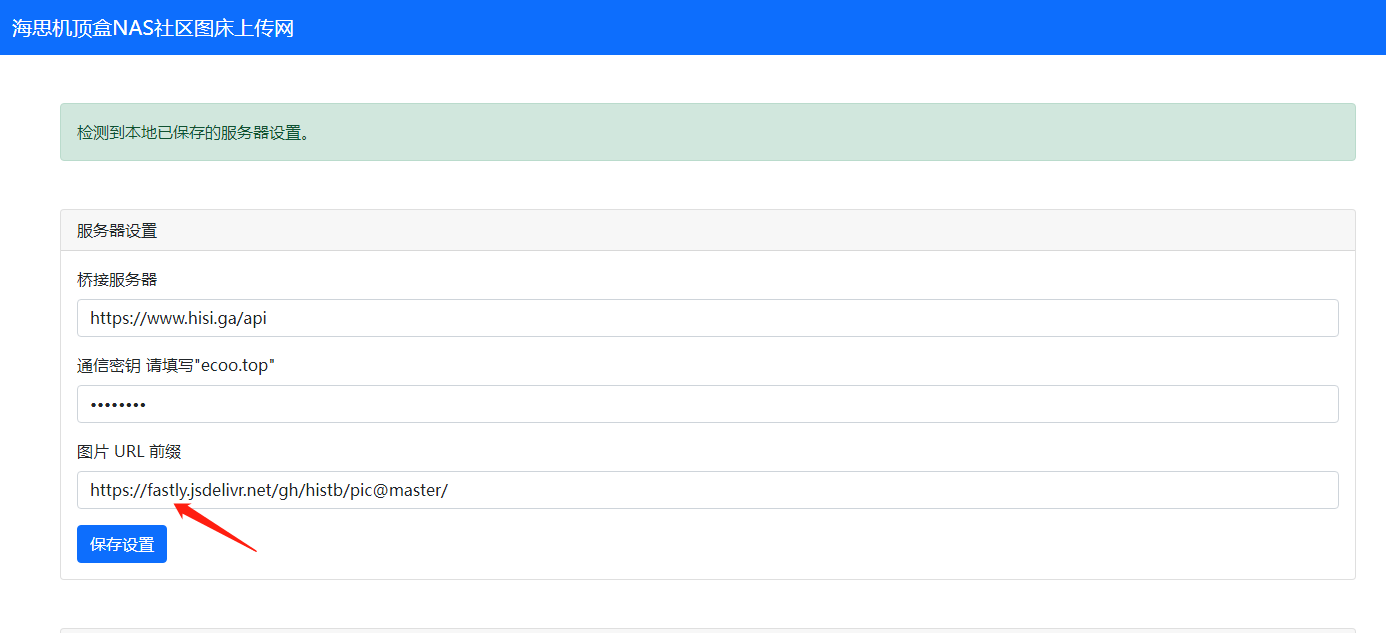 海思机顶盒NAS社区图床上传网
检测到本地已保存的服务器设置。
服务器设置
桥接服务器
https://www.hisi.ga/api
通信密钥 请填写"ecoo.top"
••••••••
图片 URL 前缀
https://fastly.jsdelivr.net/gh/histb/pic@master/
保存设置